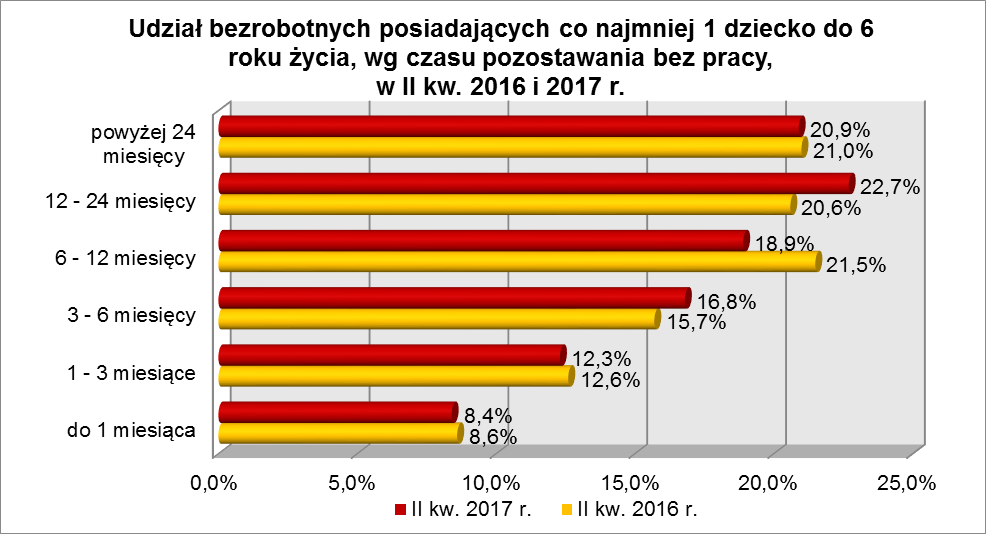 Udział bezrobotnych posiadających co najmniej 1 dziecko do 6
roku życia, wg czasu pozostawania bez pracy,
w II kw. 2016 i 2017 r.
powyżej 24
miesięcy
20,9%
21,0%
12 - 24 miesięcy
22,7%
20,6%
6 - 12 miesięcy
18,9%
21,5%
3 - 6 miesięcy
16,8%
15,7%
1 - 3 miesiące
12,3%
12,6%
do 1 miesiąca
8,4%
8,6%
0,0% 5,0% 10,0% 15,0% 20,0% 25,0%
II kw. 2017 r. II kw. 2016 r.